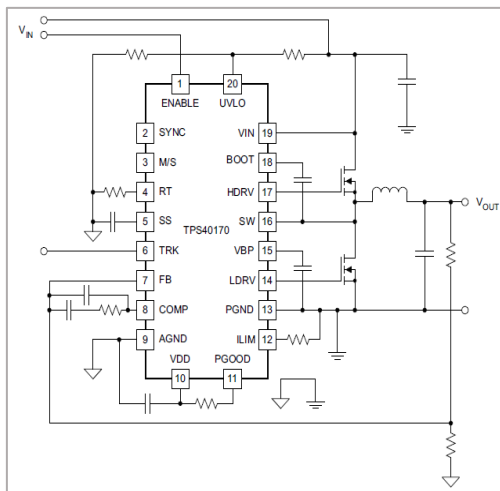 VIN
1
20
ENABLE
UVLO
2
SYNC
VIN
19
3
M/S
BOOT
18
4
RT
HDRV
17
5
SS
TPS40170
SW
16
VOUT
6
TRK
VBP
15
7
FB
LDRV
14
8
COMP
PGND
13
9
AGND
ILIM
12
VDD
PGOOD
10
11